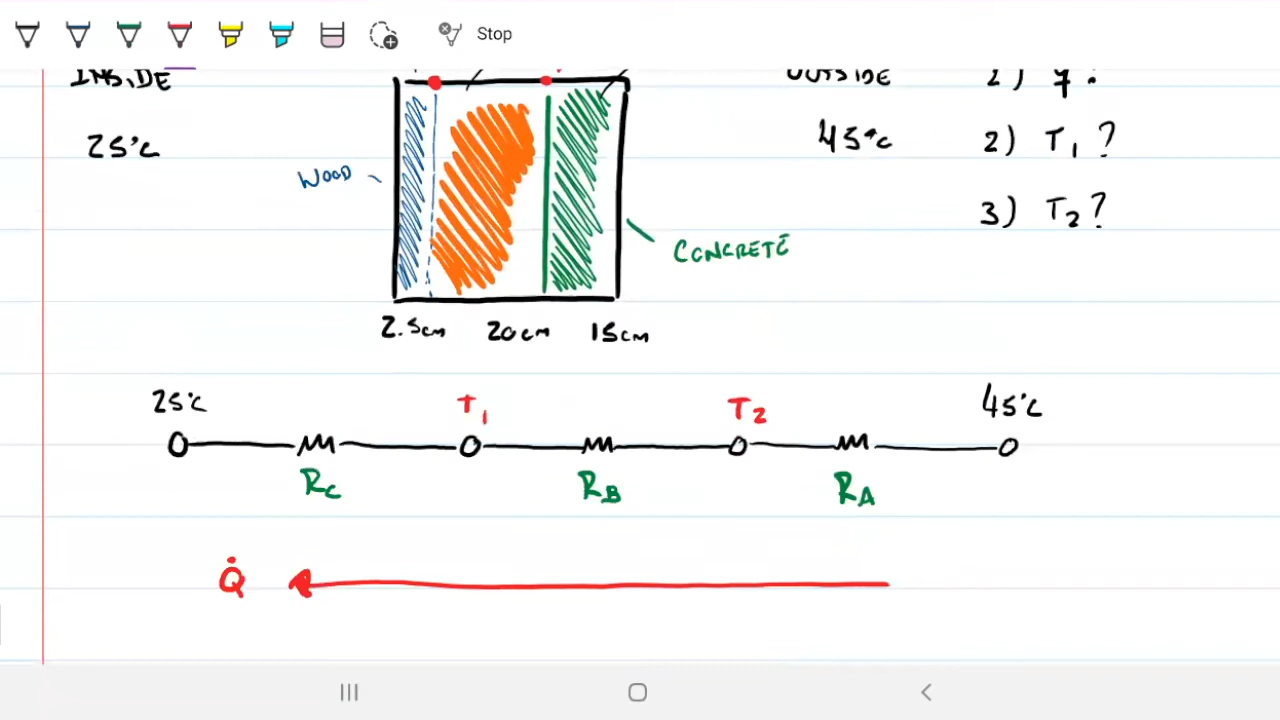 Stop
INSIDE
OUTSIDE
25°C
45°C
2) T1?
WOOD
3) T2?
CONCRETE
2.5cm 20cm 15cm
25°C T1 T2 45°C
RC RB RA
Q̇